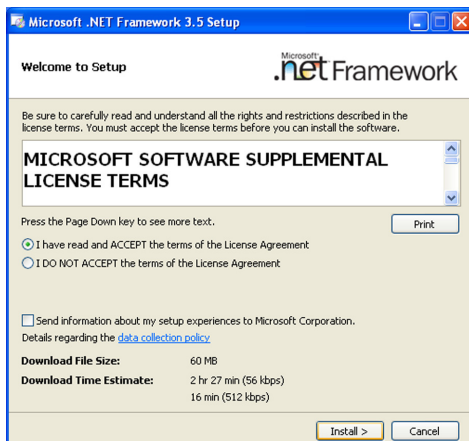 Microsoft .NET Framework 3.5 Setup
Welcome to Setup
Microsoft
.net Framework
Be sure to carefully read and understand all the rights and restrictions described in the
license terms. You must accept the license terms before you can install the software.
MICROSOFT SOFTWARE SUPPLEMENTAL
LICENSE TERMS
Press the Page Down key to see more text.
Print
I have read and ACCEPT the terms of the License Agreement
I DO NOT ACCEPT the terms of the License Agreement
Send information about my setup experiences to Microsoft Corporation.
Details regarding the data collection policy
Download File Size: 60 MB
Download Time Estimate: 2 hr 27 min (56 kbps)
16 min (512 kbps)
Install > Cancel